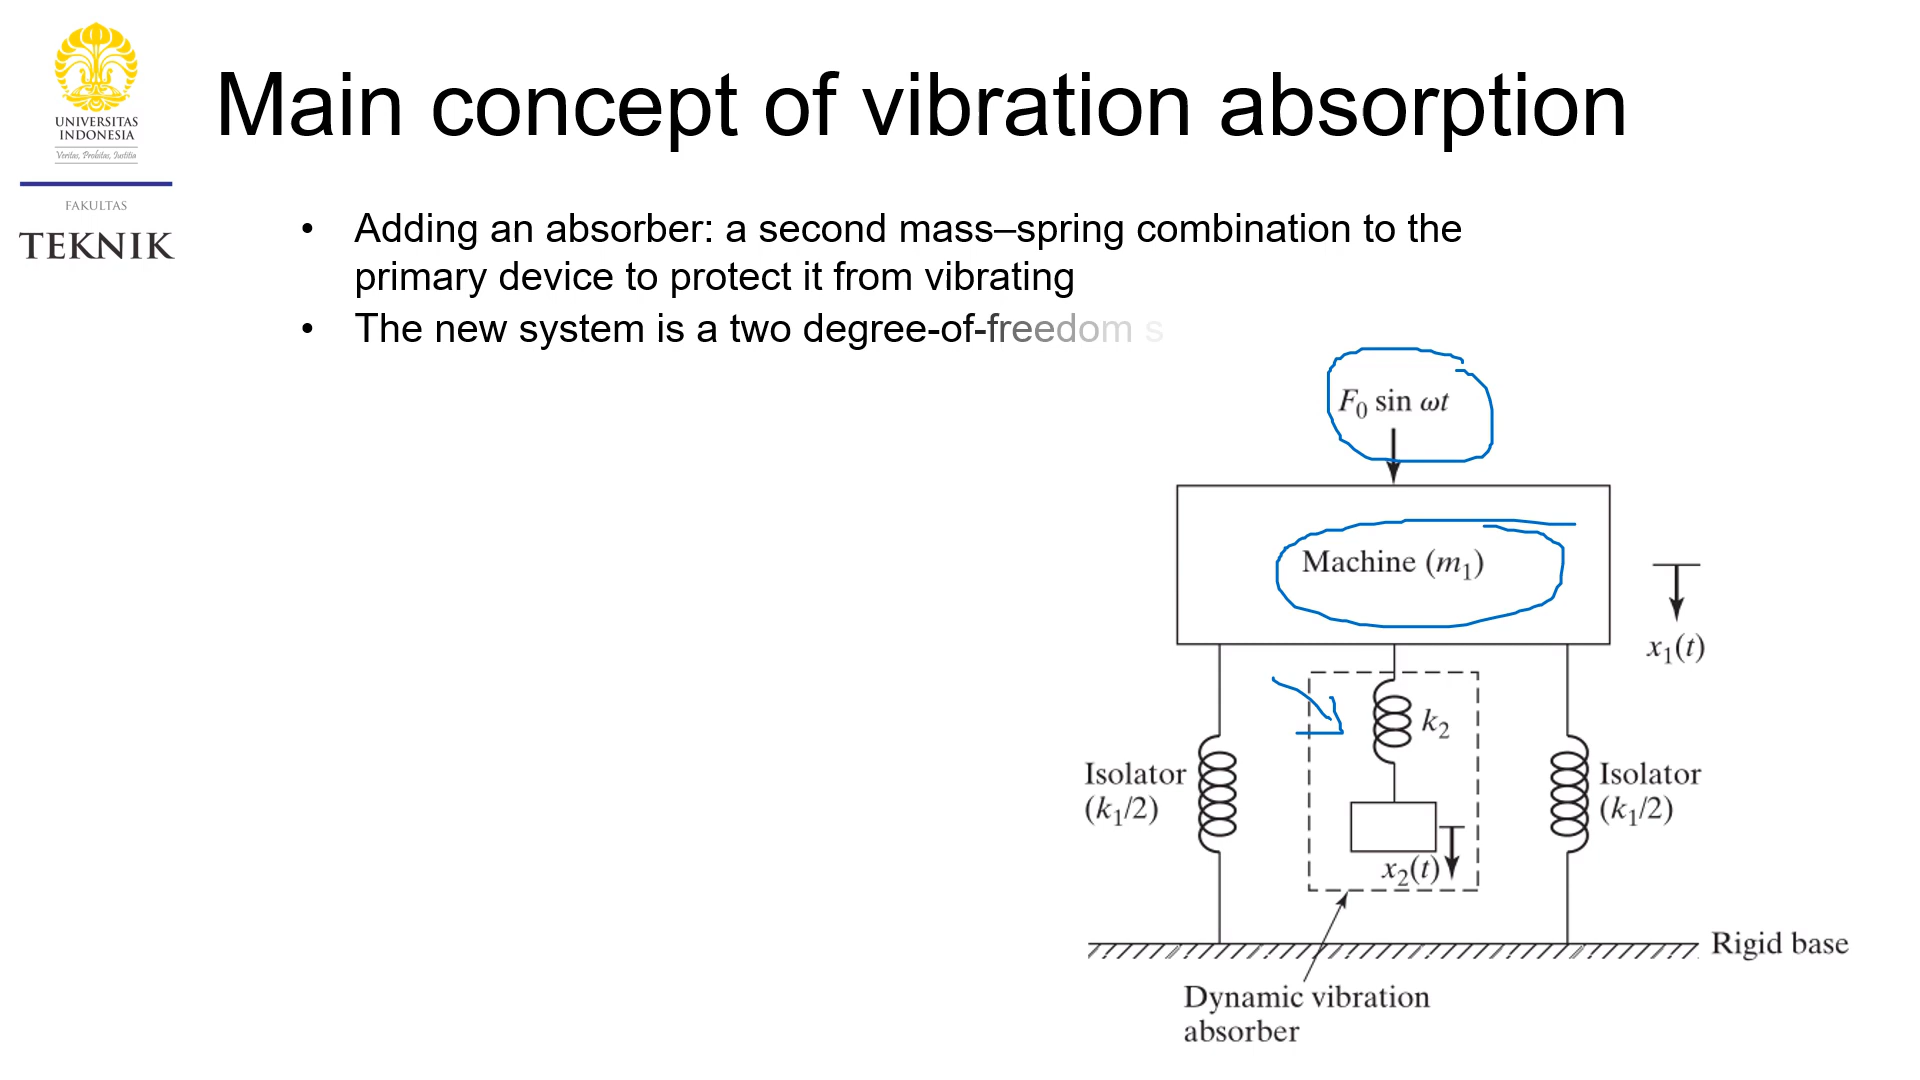 UNIVERSITAS
INDONESIA
Veritas, Probitas, Iustitia
FAKULTAS
TEKNIK
Main concept of vibration absorption
• Adding an absorber: a second mass–spring combination to the
primary device to protect it from vibrating
• The new system is a two degree-of-freedom s
F₀ sin ωt
Machine (m₁)
x₁(t)
k₂
Isolator
(k₁/2)
Isolator
(k₁/2)
x₂(t)
Rigid base
Dynamic vibration
absorber